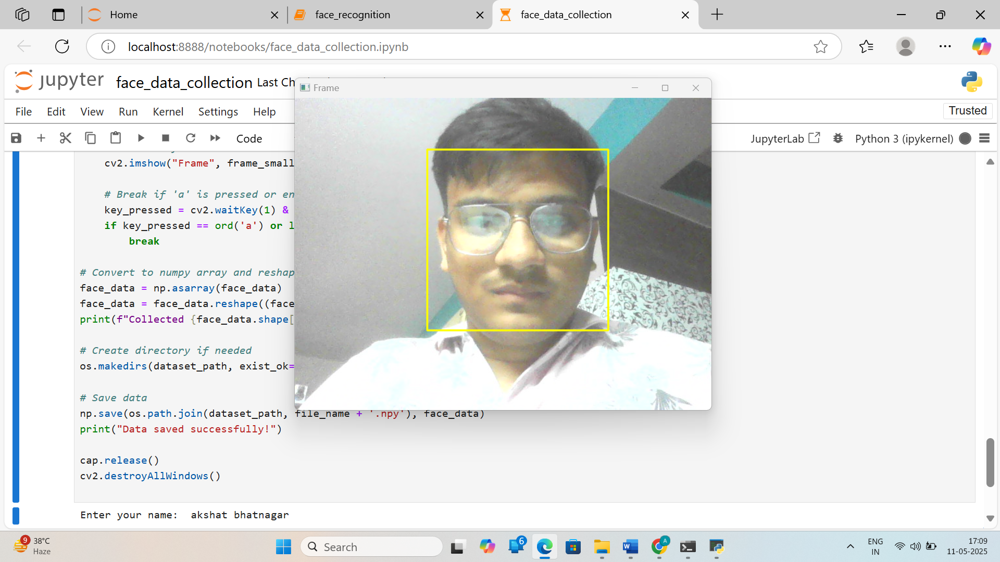 Home
face_recognition
face_data_collection
localhost:8888/notebooks/face_data_collection.ipynb
jupyter
face_data_collection Last Ch
Frame
File Edit View Run Kernel Settings Help
Trusted
Code
JupyterLab
Python 3 (ipykernel)
cv2.imshow("Frame", frame_small
# Break if 'a' is pressed or en
key_pressed = cv2.waitKey(1) &
if key_pressed == ord('a') or l
break
# Convert to numpy array and reshap
face_data = np.asarray(face_data)
face_data = face_data.reshape((face
print(f"Collected {face_data.shape[
# Create directory if needed
os.makedirs(dataset_path, exist_ok=
# Save data
np.save(os.path.join(dataset_path, file_name + '.npy'), face_data)
print("Data saved successfully!")
cap.release()
cv2.destroyAllWindows()
Enter your name: akshat bhatnagar
9
38°C
Haze
Search
6
A
ENG
IN
17:09
11-05-2025